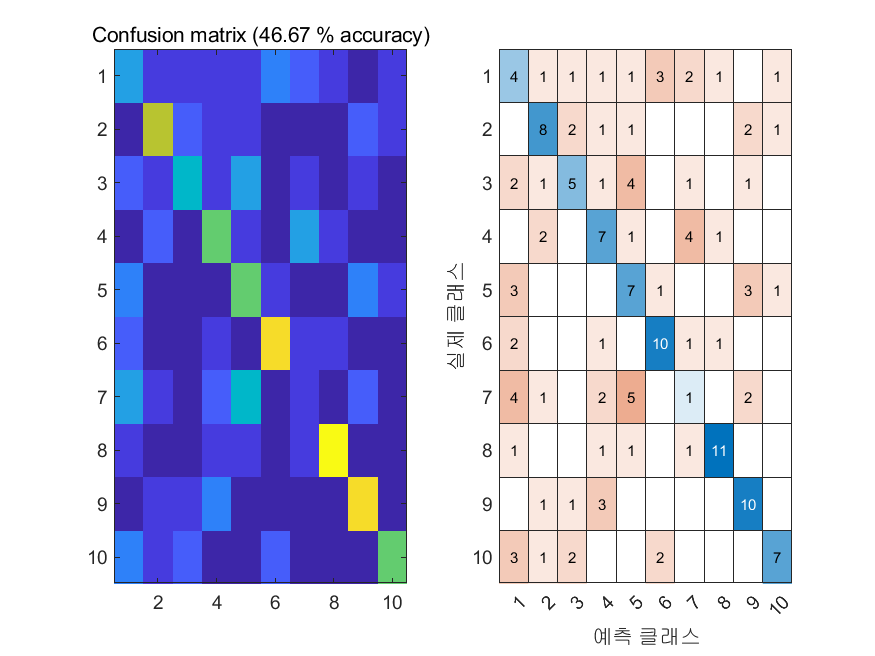 Confusion matrix (46.67 % accuracy)
1
2
3
4
5
6
7
8
9
10
2 4 6 8 10
실제 클래스
1 4 1 1 1 1 3 2 1 1
2 8 2 1 1 2 1
3 2 1 5 1 4 1 1
4 2 7 1 4 1
5 3 7 1 3 1
6 2 1 10 1 1
7 4 1 2 5 1 2
8 1 1 1 1 11
9 1 1 3 10
10 3 1 2 2 7
1 2 3 4 5 6 7 8 9 10
예측 클래스